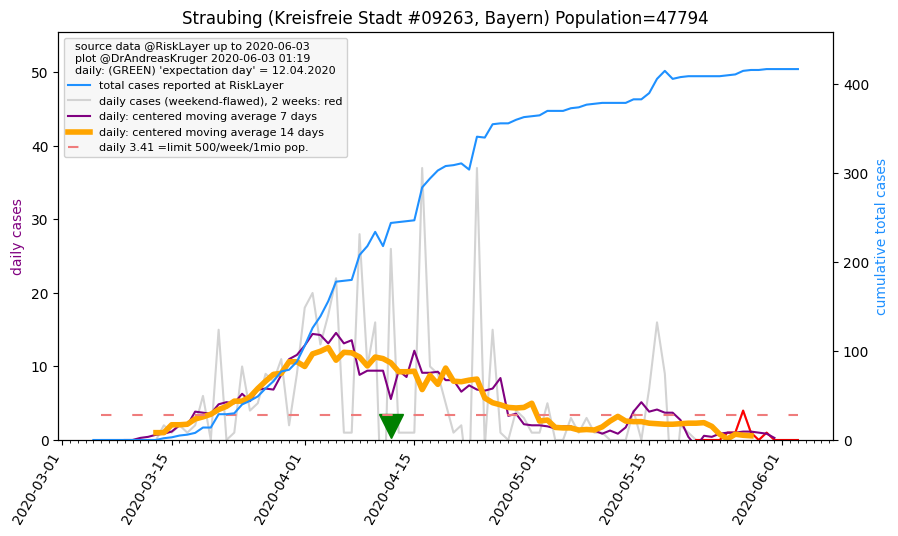 Straubing (Kreisfreie Stadt #09263, Bayern) Population=47794
source data @RiskLayer up to 2020-06-03
plot @DrAndreasKruger 2020-06-03 01:19
daily: (GREEN) 'expectation day' = 12.04.2020
total cases reported at RiskLayer
daily cases (weekend-flawed), 2 weeks: red
daily: centered moving average 7 days
daily: centered moving average 14 days
daily 3.41 =limit 500/week/1mio pop.
daily cases
50
40
30
20
10
0
cumulative total cases
400
300
200
100
0
2020-03-01
2020-03-15
2020-04-01
2020-04-15
2020-05-01
2020-05-15
2020-06-01